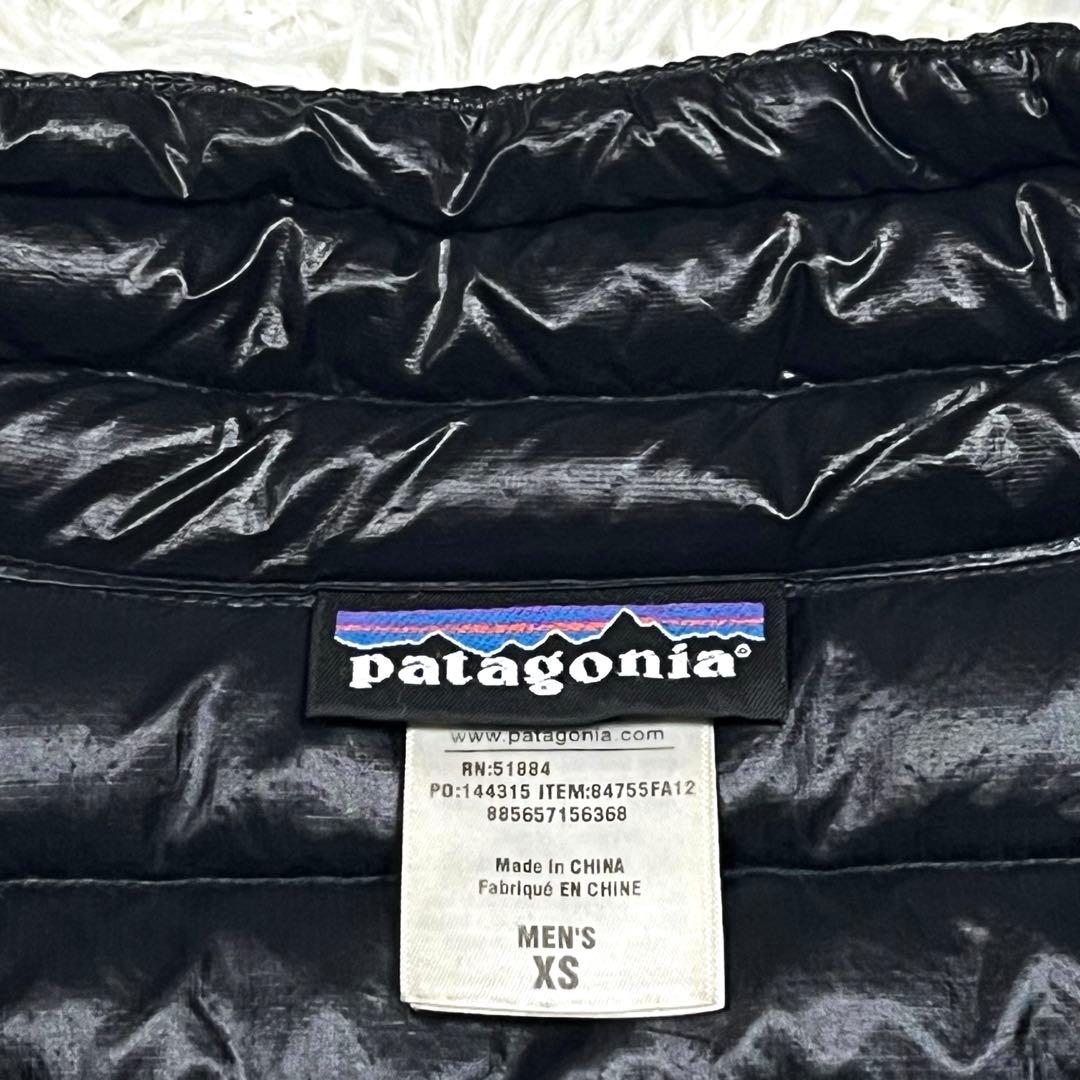 patagonia®
www.patagonia.com
RN:51884
PO:144315 ITEM:84755FA12
885657156368
Made in CHINA
Fabriqué EN CHINE
MEN'S
XS